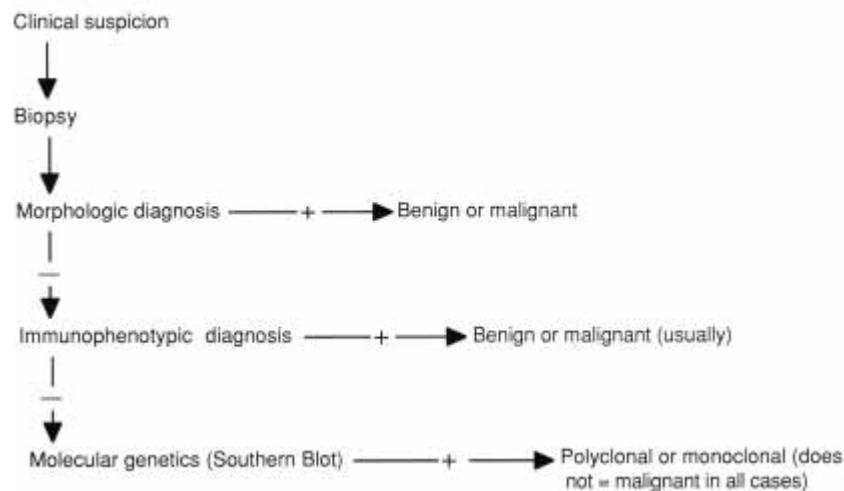 Clinical suspicion
Biopsy
Morphologic diagnosis + Benign or malignant
—
Immunophenotypic diagnosis + Benign or malignant (usually)
—
Molecular genetics (Southern Blot) + Polyclonal or monoclonal (does
not = malignant in all cases)